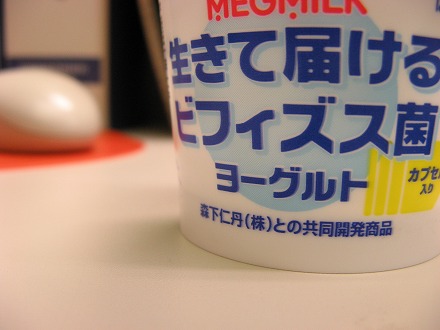 MEGMILK
生きて届ける
ビフィズス菌
ヨーグルト
カプセル
入り
森下仁丹(株)との共同開発商品